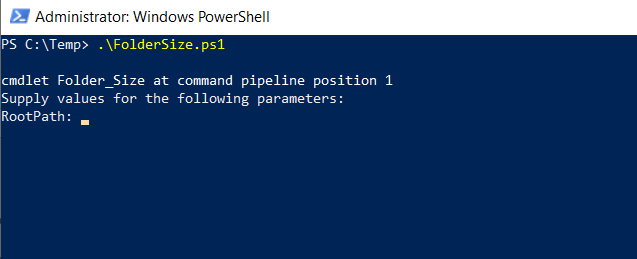 Administrator: Windows PowerShell
PS C:\Temp> .\FolderSize.ps1
cmdlet Folder_Size at command pipeline position 1
Supply values for the following parameters:
RootPath: